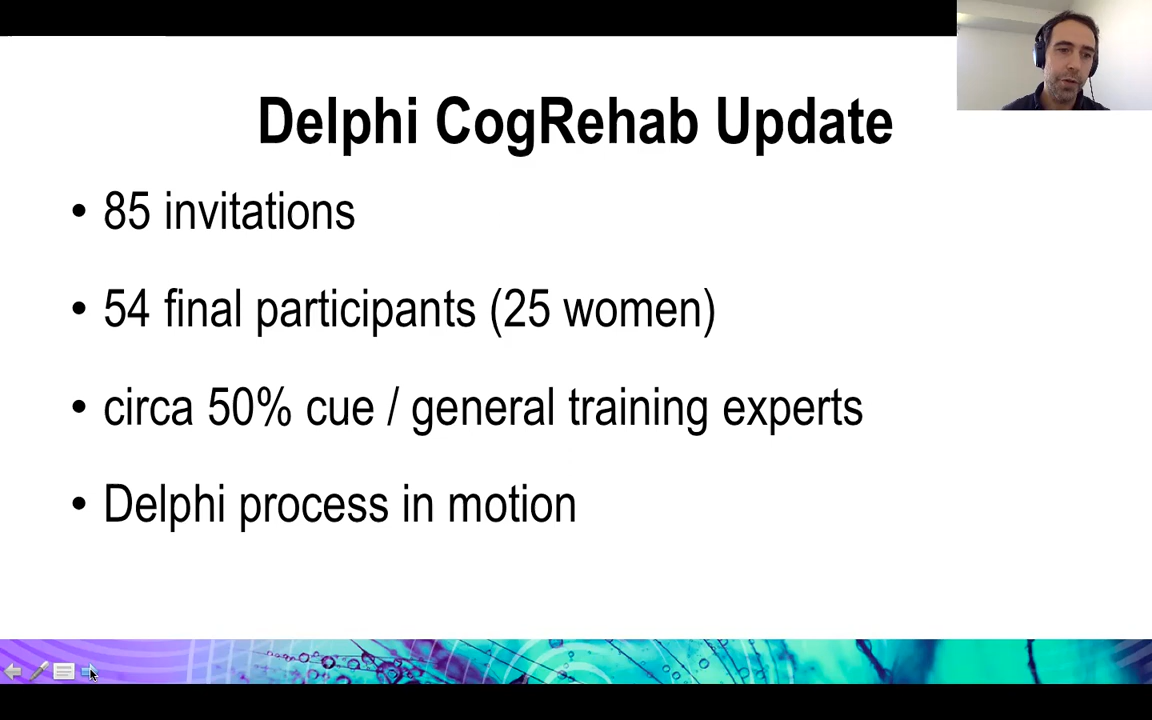 Delphi CogRehab Update
• 85 invitations
• 54 final participants (25 women)
• circa 50% cue / general training experts
• Delphi process in motion